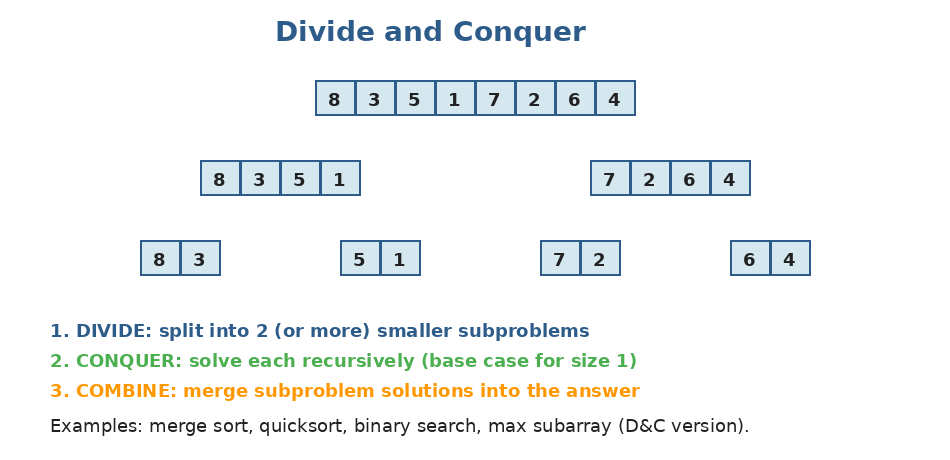 Divide and Conquer
8 3 5 1 7 2 6 4
8 3 5 1 7 2 6 4
8 3 5 1 7 2 6 4
1. DIVIDE: split into 2 (or more) smaller subproblems
2. CONQUER: solve each recursively (base case for size 1)
3. COMBINE: merge subproblem solutions into the answer
Examples: merge sort, quicksort, binary search, max subarray (D&C version).